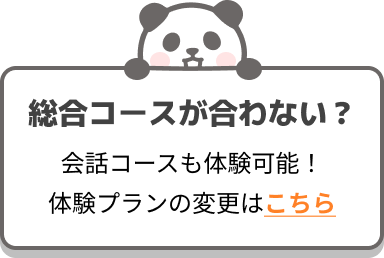 総合コースが合わない？
会話コースも体験可能！
体験プランの変更はこちら